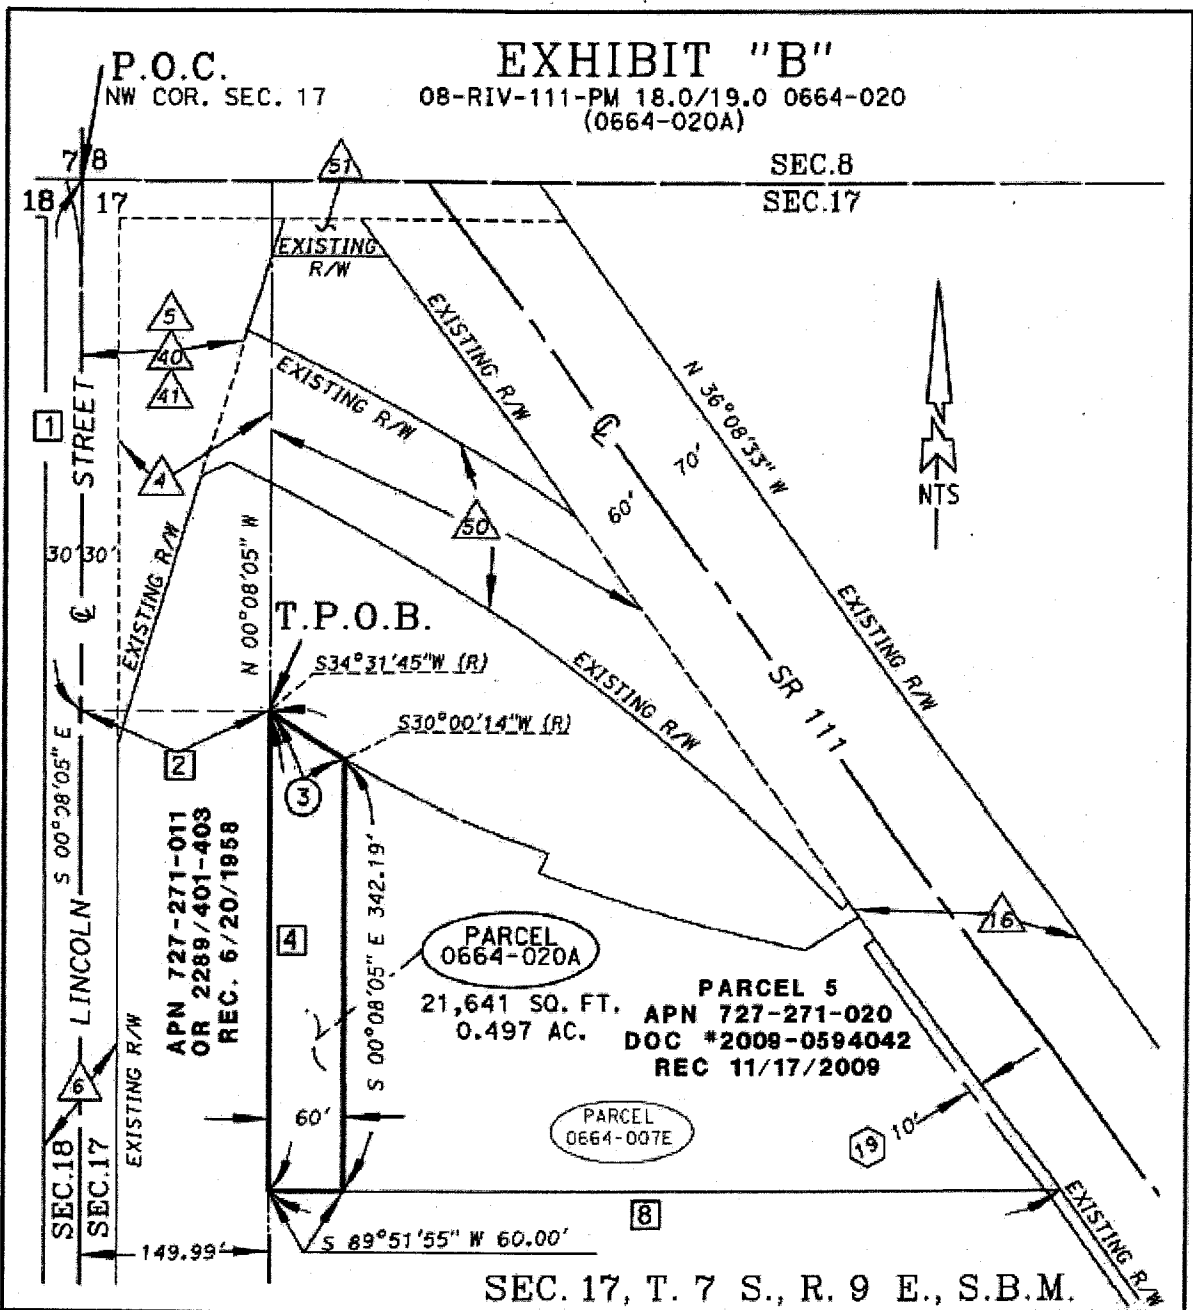 EXHIBIT "B"
08-RIV-111-PM 18.0/19.0 0664-020
(0664-020A)
P.O.C.
NW COR. SEC. 17
7 8
18 17
51
SEC.8
SEC.17
EXISTING
R/W
5
40
41
EXISTING R/W
EXISTING R/W
N 36°08'33" W
1
STREET
4
℄
70'
60'
NTS
50
30' 30'
℄
EXISTING R/W
N 00°08'05" W
EXISTING R/W
T.P.O.B.
S34°31'45"W (R)
EXISTING R/W
SR 111
S30°00'14"W (R)
2
3
S 00°08'05" E
APN 727-271-011
OR 2289/401-403
REC. 6/20/1958
S 00°08'05" E 342.19'
16
4
PARCEL
0664-020A
21,641 SQ. FT.
0.497 AC.
PARCEL 5
APN 727-271-020
DOC #2009-0594042
REC 11/17/2009
LINCOLN
EXISTING R/W
6
60'
PARCEL
0664-007E
19
10'
SEC.18
SEC.17
8
EXISTING R/W
S 89°51'55" W 60.00'
149.99'
SEC. 17, T. 7 S., R. 9 E., S.B.M.